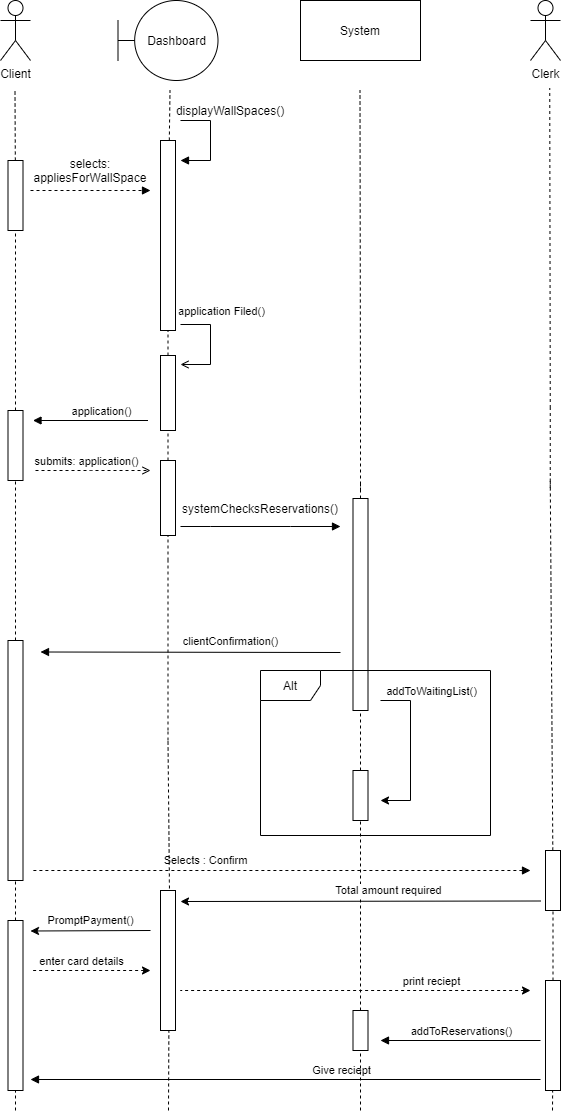 Client
Dashboard
System
Clerk
displayWallSpaces()
selects:
appliesForWallSpace
application Filed()
application()
submits: application()
systemChecksReservations()
clientConfirmation()
Alt
addToWaitingList()
Selects : Confirm
Total amount required
PromptPayment()
enter card details
print reciept
addToReservations()
Give reciept